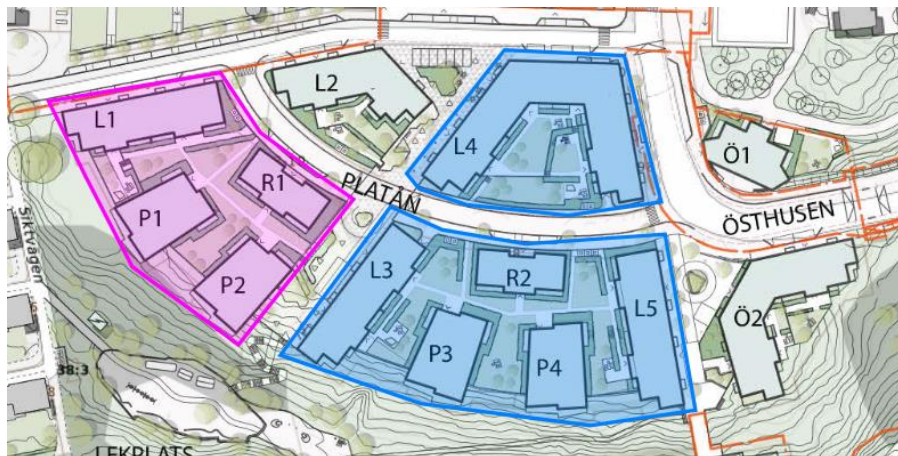 L2
L1
L4
Ö1
R1
PLATÅN
P1
ÖSTHUSEN
Siktvägen
P2
L3
R2
L5
Ö2
P3
P4
38:3
LEKPLATS